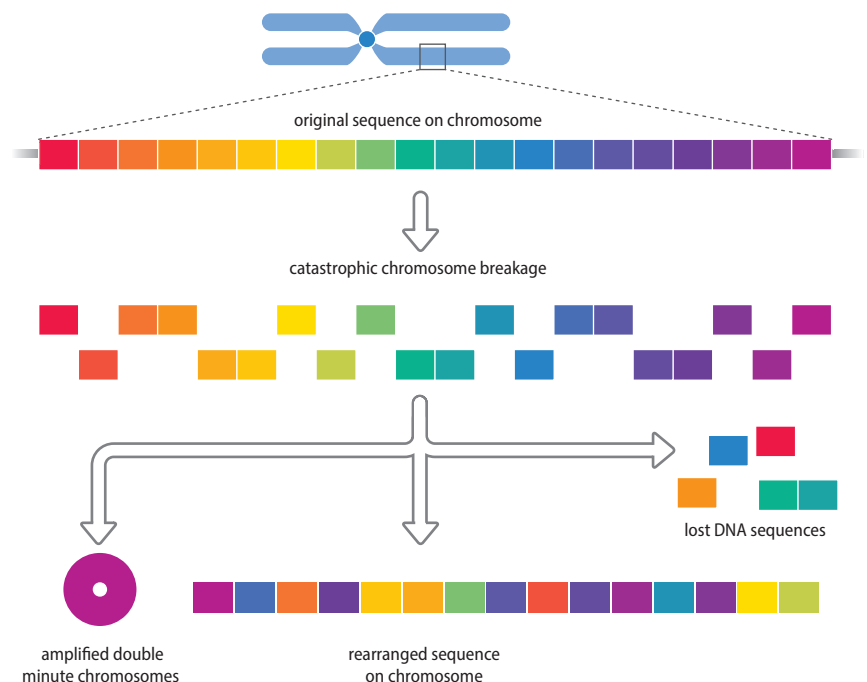 original sequence on chromosome
catastrophic chromosome breakage
lost DNA sequences
amplified double
minute chromosomes
rearranged sequence
on chromosome